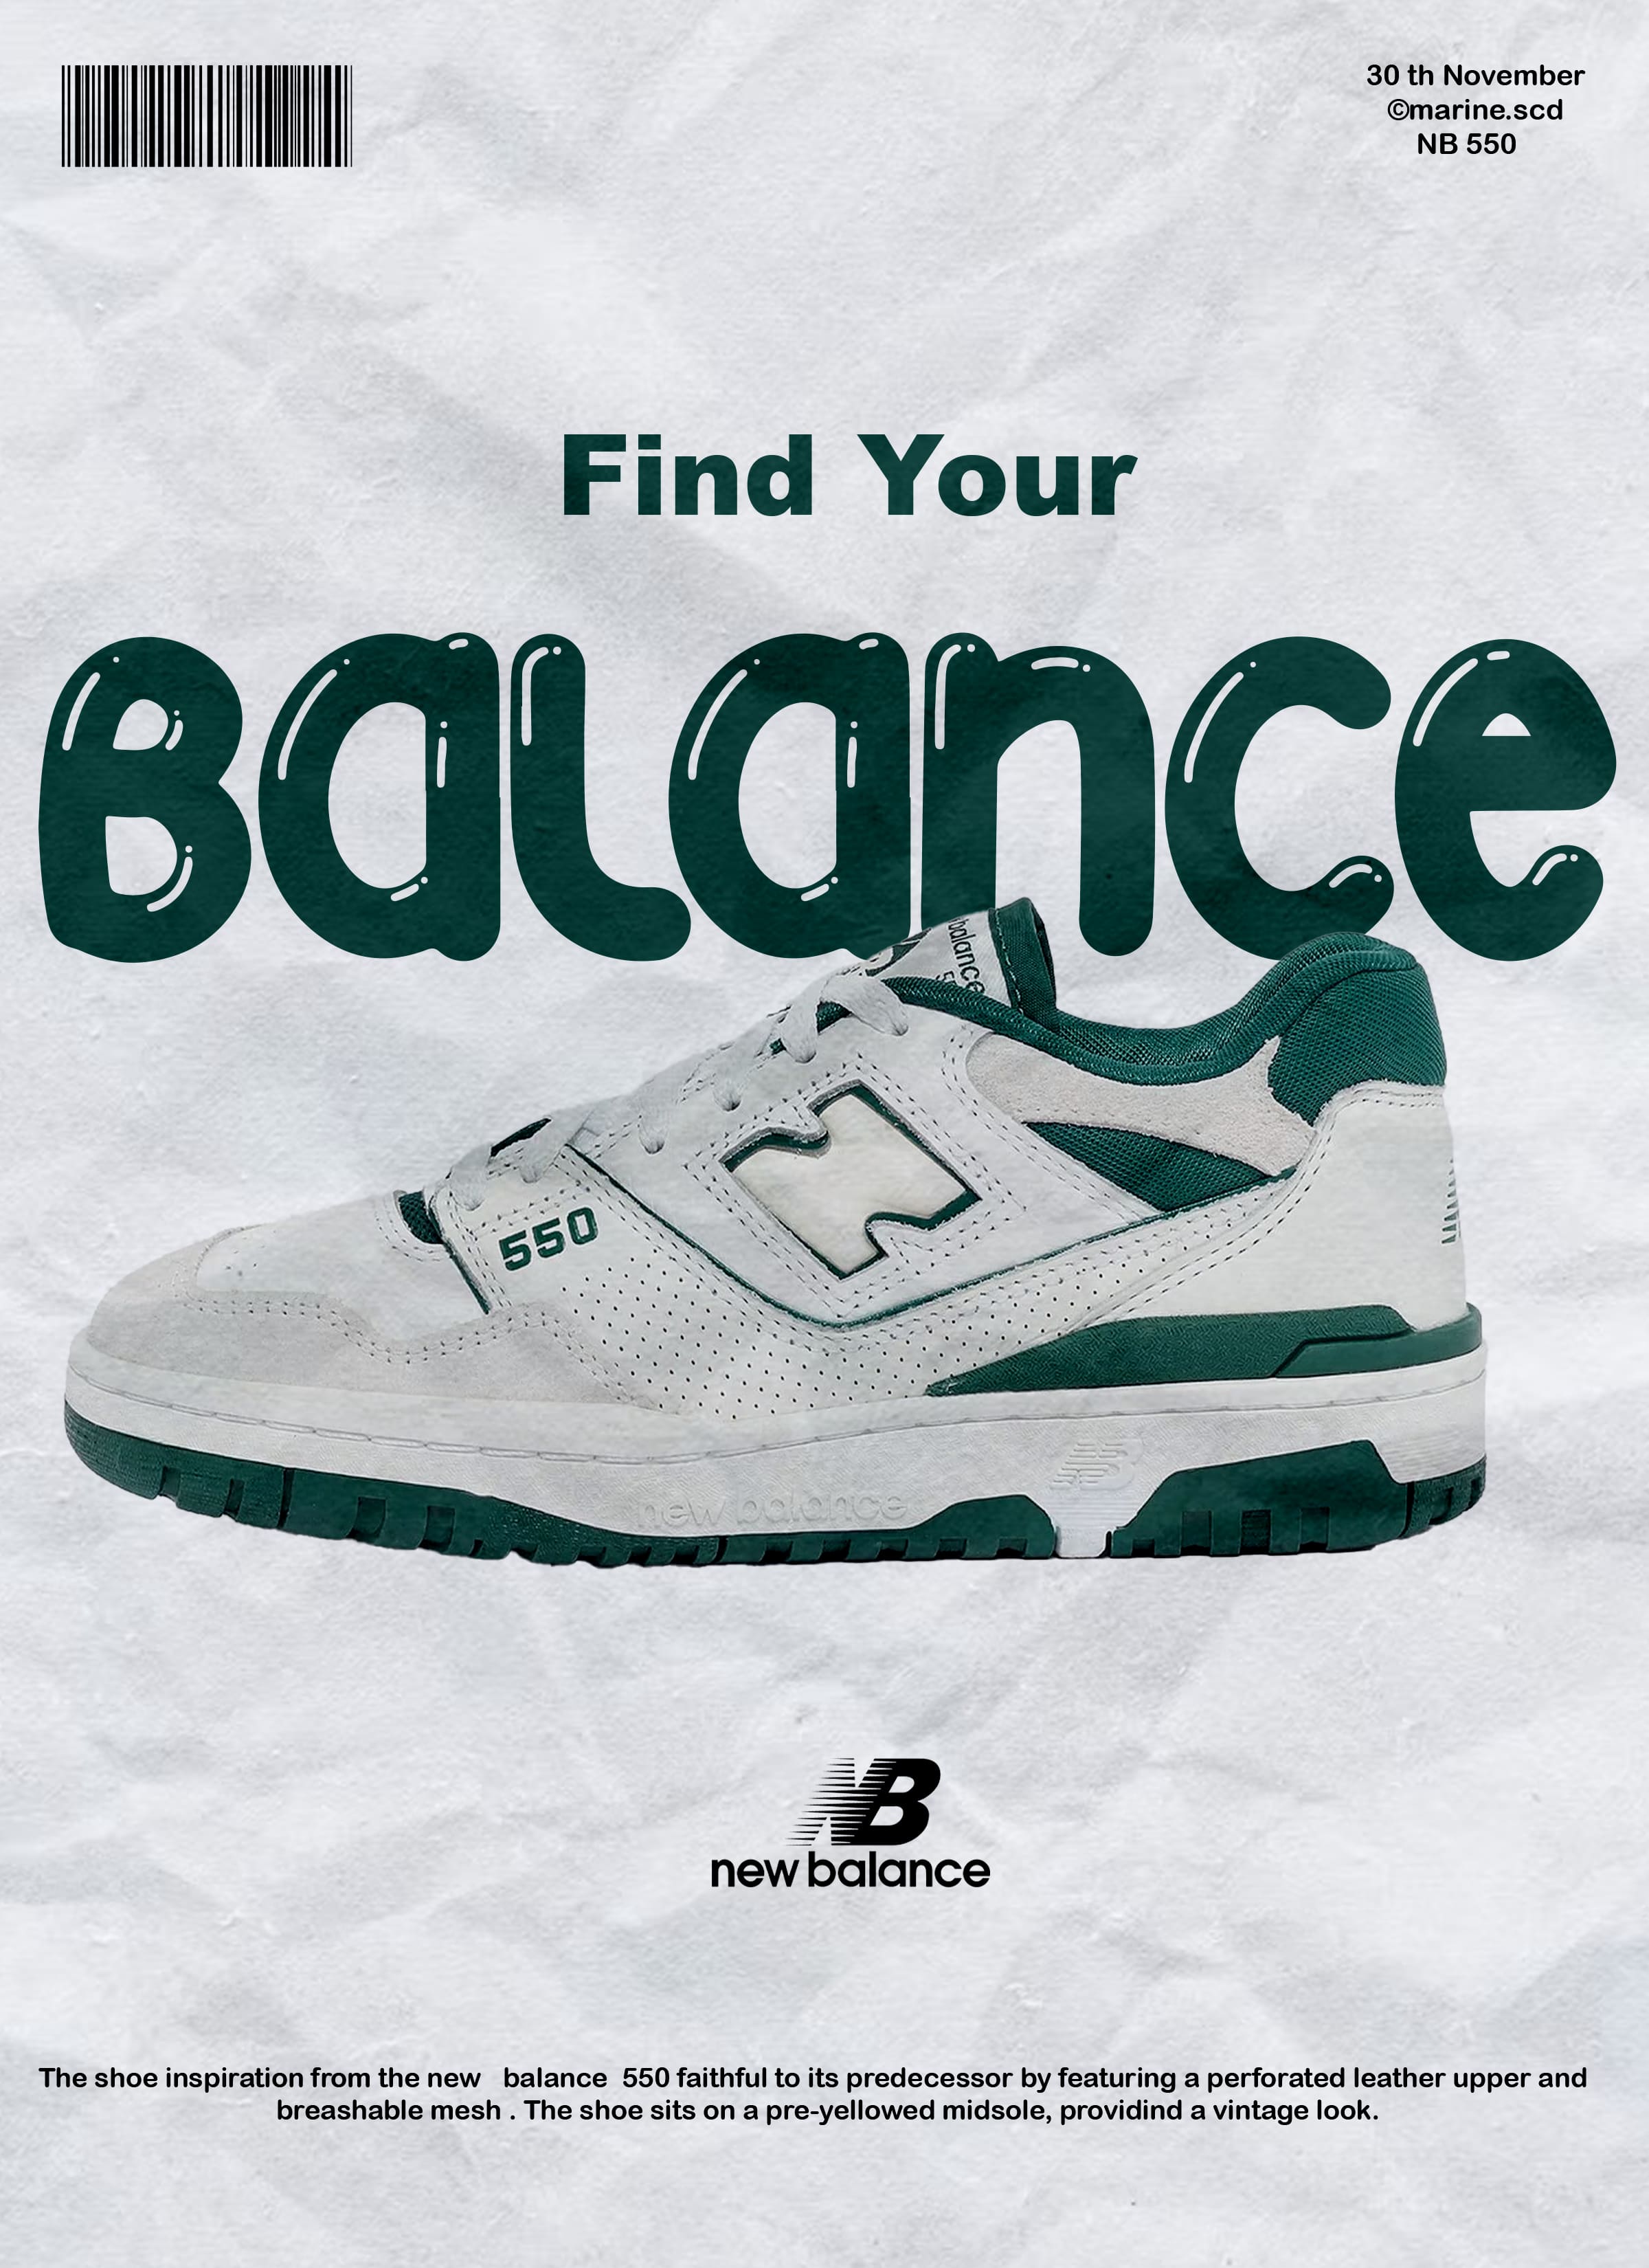 30 th November
©marine.scd
NB 550
Find Your
BaLance
balance
550
new balance
NB
new balance
The shoe inspiration from the new balance 550 faithful to its predecessor by featuring a perforated leather upper and
breashable mesh . The shoe sits on a pre-yellowed midsole, providind a vintage look.